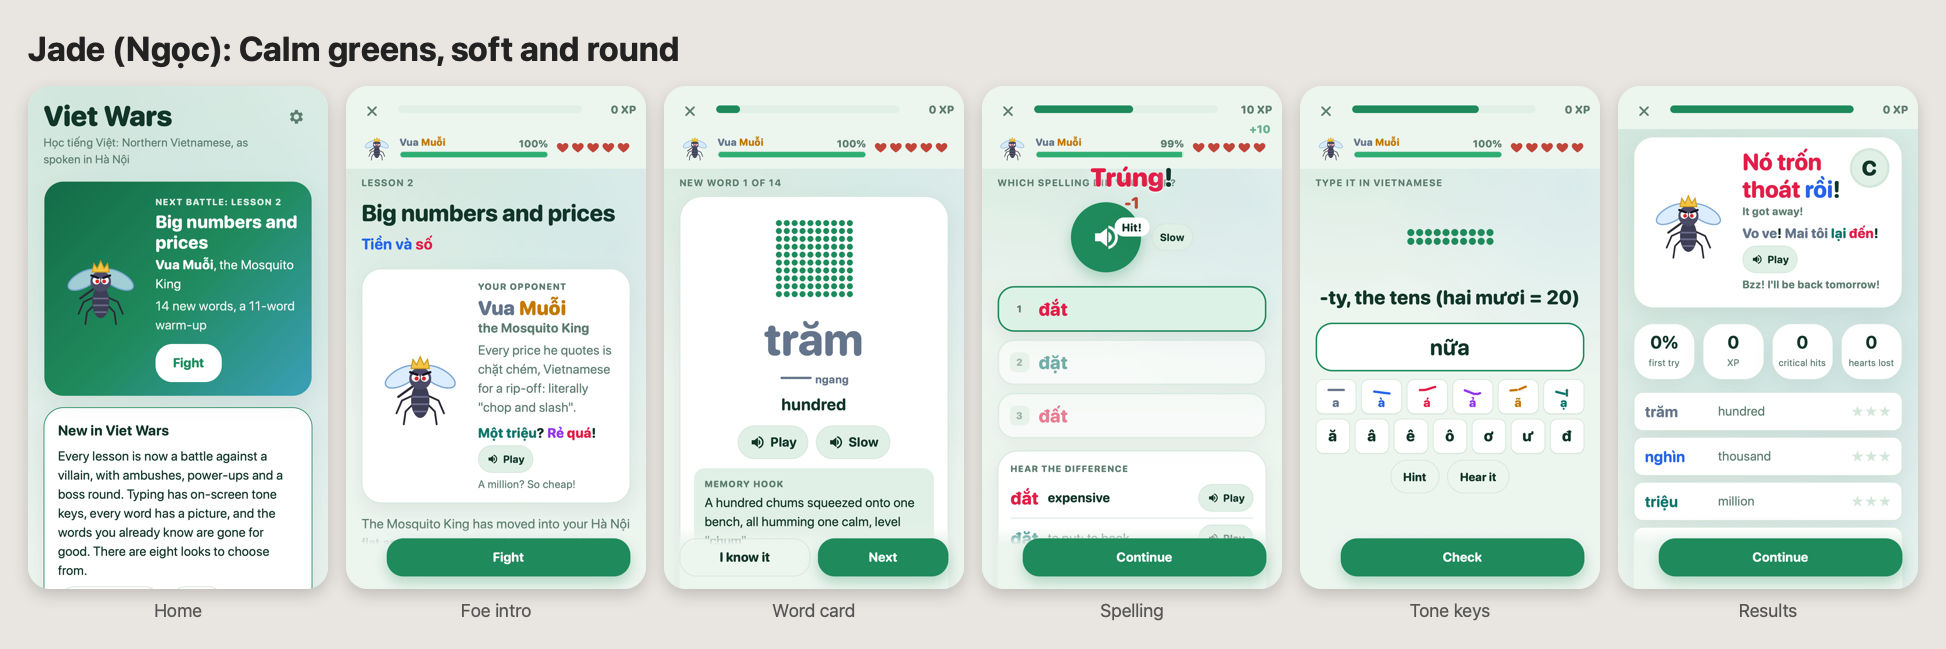 Jade (Ngọc): Calm greens, soft and round
Viet Wars
Học tiếng Việt: Northern Vietnamese, as
spoken in Hà Nội
NEXT BATTLE: LESSON 2
Big numbers and
prices
Vua Muỗi, the Mosquito
King
14 new words, a 11-word
warm-up
Fight
New in Viet Wars
Every lesson is now a battle against a
villain, with ambushes, power-ups and a
boss round. Typing has on-screen tone
keys, every word has a picture, and the
words you already know are gone for
good. There are eight looks to choose
from.
Home
0 XP
Vua Muỗi
100%
LESSON 2
Big numbers and prices
Tiền và số
YOUR OPPONENT
Vua Muỗi
the Mosquito King
Every price he quotes is
chặt chém, Vietnamese
for a rip-off: literally
"chop and slash".
Một triệu? Rẻ quá!
Play
A million? So cheap!
The Mosquito King has moved into your Hà Nội
Fight
Foe intro
0 XP
Vua Muỗi
100%
NEW WORD 1 OF 14
trăm
ngang
hundred
Play
Slow
MEMORY HOOK
A hundred chums squeezed onto one
bench, all humming one calm, level
"chum".
I know it
Next
Word card
10 XP
+10
Vua Muỗi
99%
WHICH SPELLING
Trúng!
-1
Hit!
Slow
1 đắt
2 đặt
3 dất
HEAR THE DIFFERENCE
đắt expensive
Play
đặt to put; to book
Play
Continue
Spelling
0 XP
Vua Muỗi
100%
TYPE IT IN VIETNAMESE
-ty, the tens (hai mươi = 20)
nữa
a à á ả ã ạ
ă â ê ô ơ ư đ
Hint
Hear it
Check
Tone keys
0 XP
Nó trốn
thoát rồi!
C
It got away!
Vo ve! Mai tôi lại đến!
Play
Bzz! I'll be back tomorrow!
0% 0 0 0
first try XP critical hits hearts lost
trăm hundred
nghìn thousand
triệu million
Continue
Results